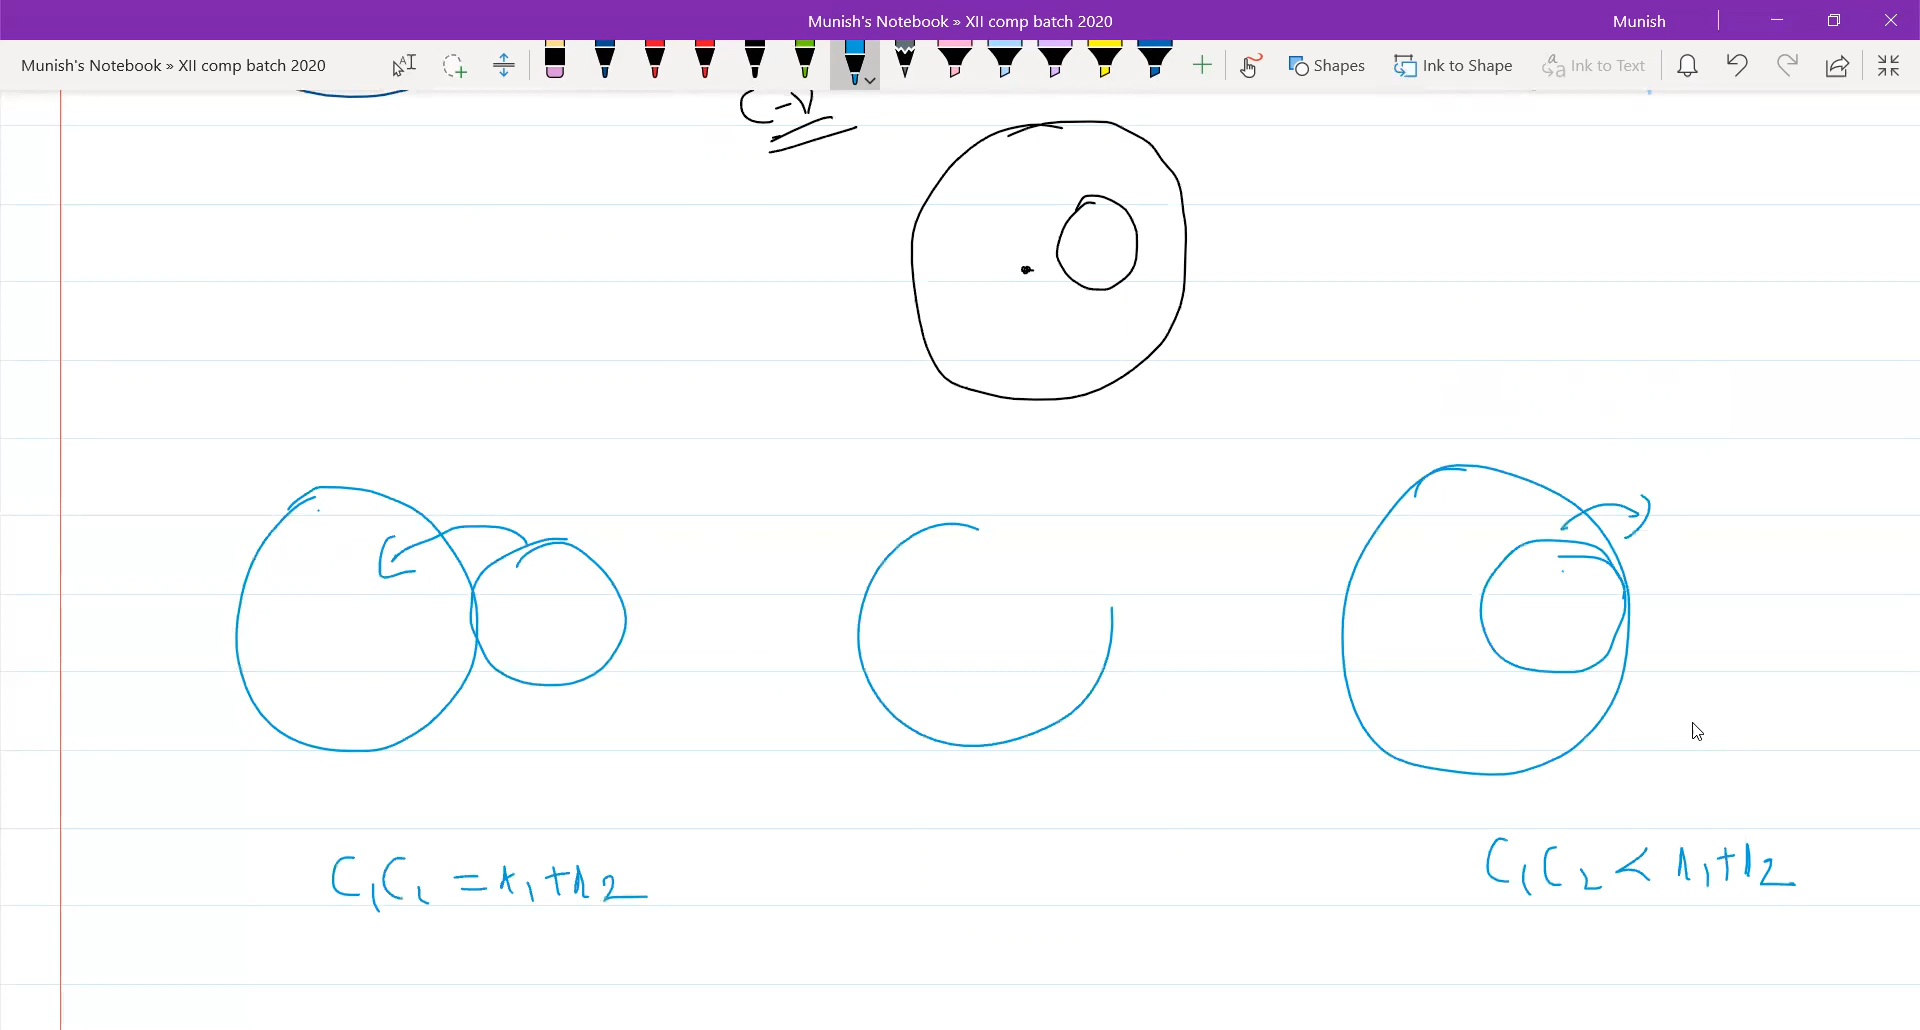 Munish's Notebook » XII comp batch 2020
Munish
Munish's Notebook » XII comp batch 2020
Shapes
Ink to Shape
Ink to Text
C₁C₂ = r₁+r₂
C₁C₂ < r₁+r₂